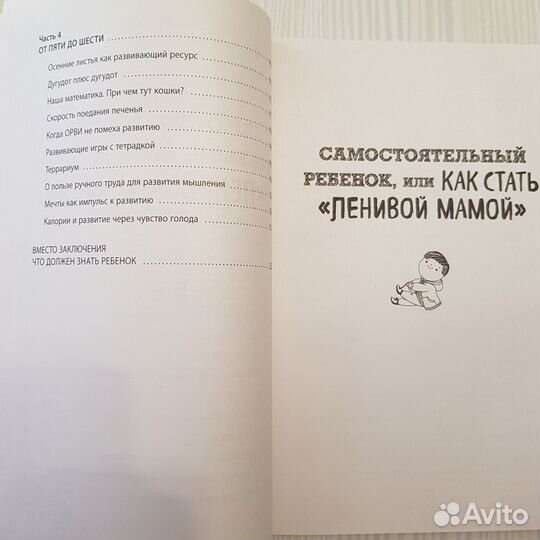 Часть 4
ОТ ПЯТИ ДО ШЕСТИ
Осенние листья как развивающий ресурс
Дугудот плюс дугудот
Наша математика. При чем тут кошки?
Скорость поедания печенья
Когда ОРВИ не помеха развитию
Развивающие игры с тетрадкой
Террариум
О пользе ручного труда для развития мышления
Мечты как импульс к развитию
Калории и развитие через чувство голода
ВМЕСТО ЗАКЛЮЧЕНИЯ
ЧТО ДОЛЖЕН ЗНАТЬ РЕБЕНОК
САМОСТОЯТЕЛЬНЫЙ
РЕБЕНОК, или КАК СТАТЬ
«ЛЕНИВОЙ МАМОЙ»
Avito